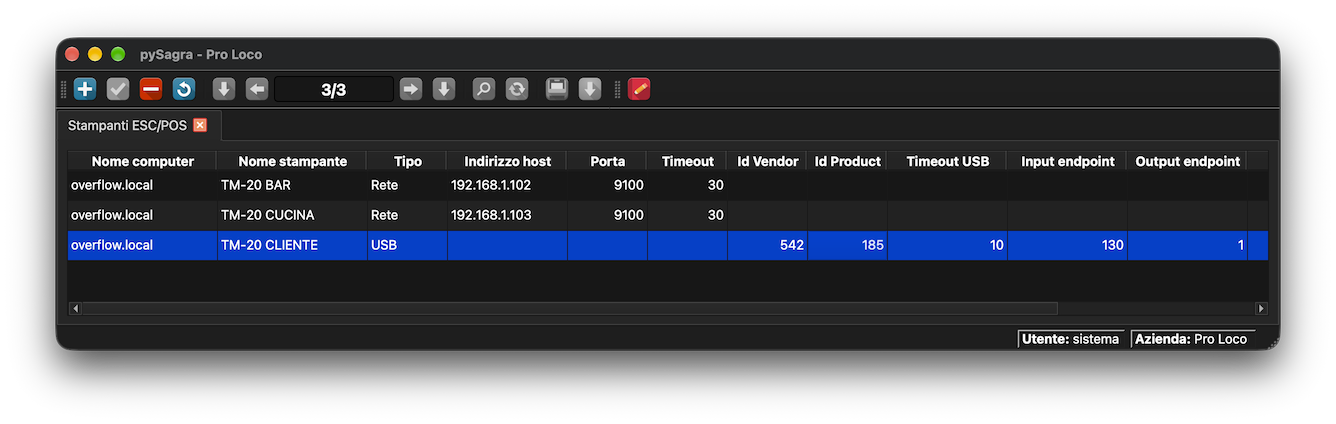 pySagra - Pro Loco
3/3
Stampanti ESC/POS
Nome computer Nome stampante Tipo Indirizzo host Porta Timeout Id Vendor Id Product Timeout USB Input endpoint Output endpoint
overflow.local TM-20 BAR Rete 192.168.1.102 9100 30
overflow.local TM-20 CUCINA Rete 192.168.1.103 9100 30
overflow.local TM-20 CLIENTE USB 542 185 10 130 1
Utente: sistema Azienda: Pro Loco